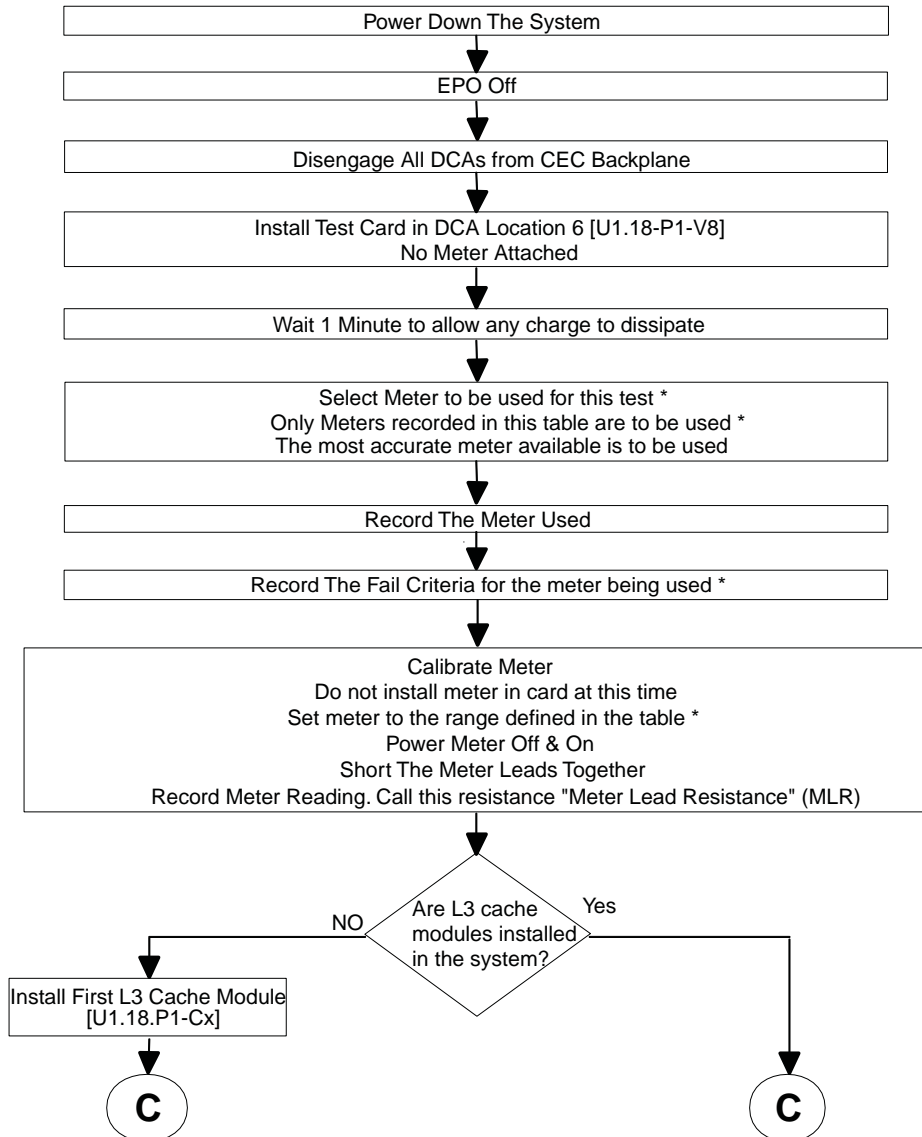 Power Down The System
EPO Off
Disengage All DCAs from CEC Backplane
Install Test Card in DCA Location 6 [U1.18-P1-V8]
No Meter Attached
Wait 1 Minute to allow any charge to dissipate
Select Meter to be used for this test *
Only Meters recorded in this table are to be used *
The most accurate meter available is to be used
Record The Meter Used
Record The Fail Criteria for the meter being used *
Calibrate Meter
Do not install meter in card at this time
Set meter to the range defined in the table *
Power Meter Off & On
Short The Meter Leads Together
Record Meter Reading. Call this resistance "Meter Lead Resistance" (MLR)
Are L3 cache
modules installed
in the system?
NO
Yes
Install First L3 Cache Module
[U1.18.P1-Cx]
C
C